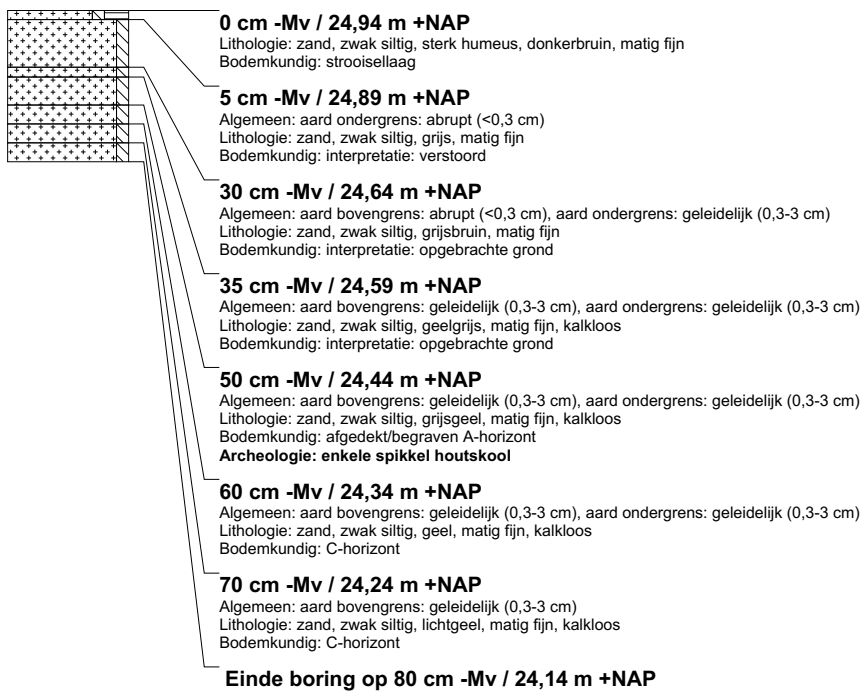 0 cm -Mv / 24,94 m +NAP
Lithologie: zand, zwak siltig, sterk humeus, donkerbruin, matig fijn
Bodemkundig: strooisellaag
5 cm -Mv / 24,89 m +NAP
Algemeen: aard ondergrens: abrupt (<0,3 cm)
Lithologie: zand, zwak siltig, grijs, matig fijn
Bodemkundig: interpretatie: verstoord
30 cm -Mv / 24,64 m +NAP
Algemeen: aard bovengrens: abrupt (<0,3 cm), aard ondergrens: geleidelijk (0,3-3 cm)
Lithologie: zand, zwak siltig, grijsbruin, matig fijn
Bodemkundig: interpretatie: opgebrachte grond
35 cm -Mv / 24,59 m +NAP
Algemeen: aard bovengrens: geleidelijk (0,3-3 cm), aard ondergrens: geleidelijk (0,3-3 cm)
Lithologie: zand, zwak siltig, geelgrijs, matig fijn, kalkloos
Bodemkundig: interpretatie: opgebrachte grond
50 cm -Mv / 24,44 m +NAP
Algemeen: aard bovengrens: geleidelijk (0,3-3 cm), aard ondergrens: geleidelijk (0,3-3 cm)
Lithologie: zand, zwak siltig, grijsgeel, matig fijn, kalkloos
Bodemkundig: afgedekt/begraven A-horizont
Archeologie: enkele spikkel houtskool
60 cm -Mv / 24,34 m +NAP
Algemeen: aard bovengrens: geleidelijk (0,3-3 cm), aard ondergrens: geleidelijk (0,3-3 cm)
Lithologie: zand, zwak siltig, geel, matig fijn, kalkloos
Bodemkundig: C-horizont
70 cm -Mv / 24,24 m +NAP
Algemeen: aard bovengrens: geleidelijk (0,3-3 cm)
Lithologie: zand, zwak siltig, lichtgeel, matig fijn, kalkloos
Bodemkundig: C-horizont
Einde boring op 80 cm -Mv / 24,14 m +NAP